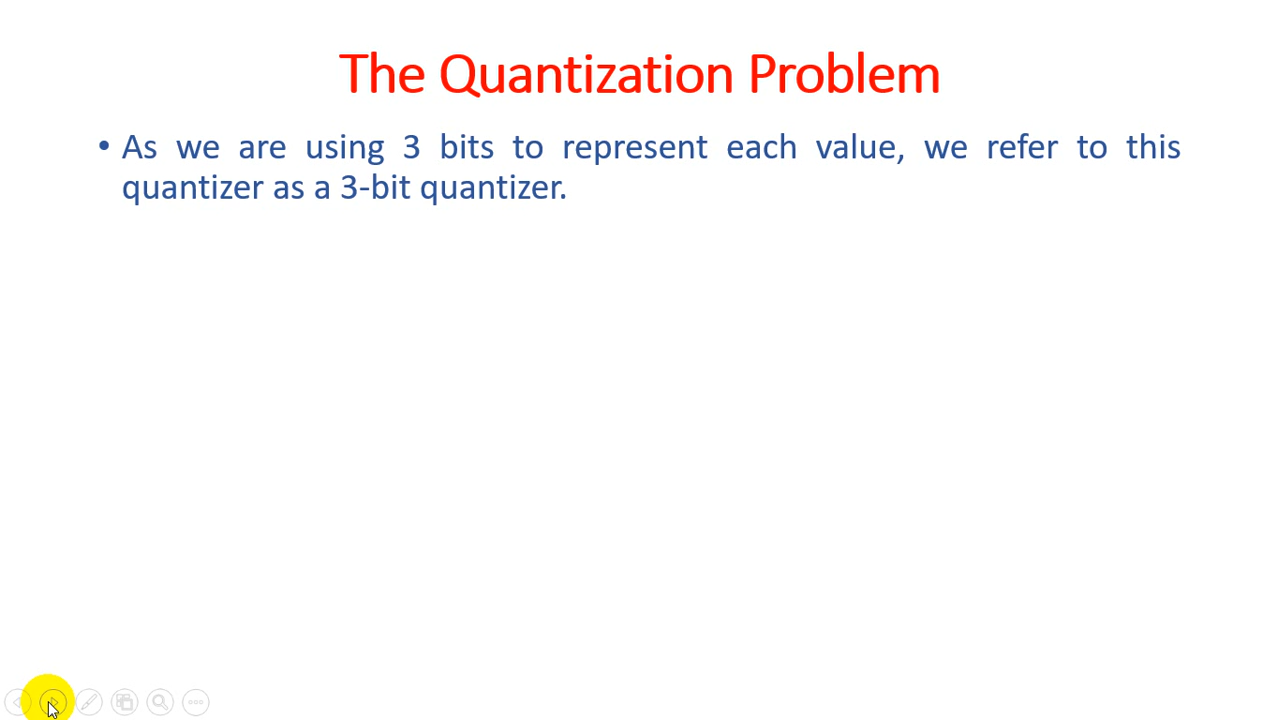 The Quantization Problem
• As we are using 3 bits to represent each value, we refer to this
quantizer as a 3-bit quantizer.